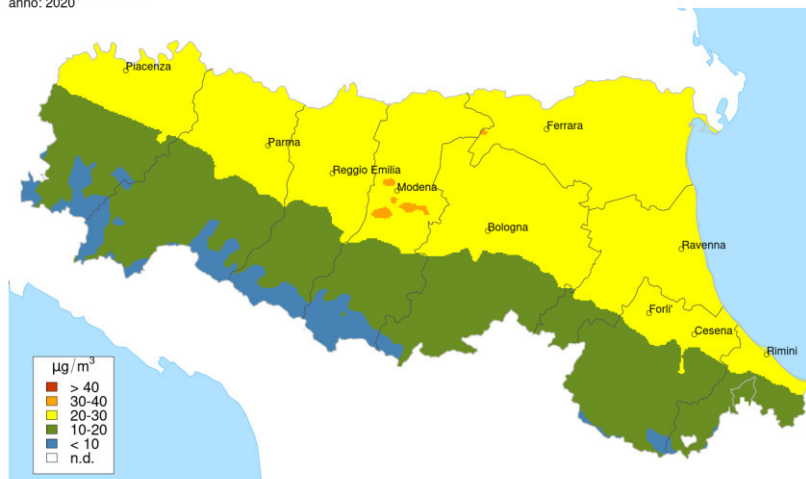 anno: 2020
Piacenza
Parma
Ferrara
Reggio Emilia
Modena
Bologna
Ravenna
Forli'
Cesena
Rimini
µg/m³
> 40
30-40
20-30
10-20
< 10
n.d.